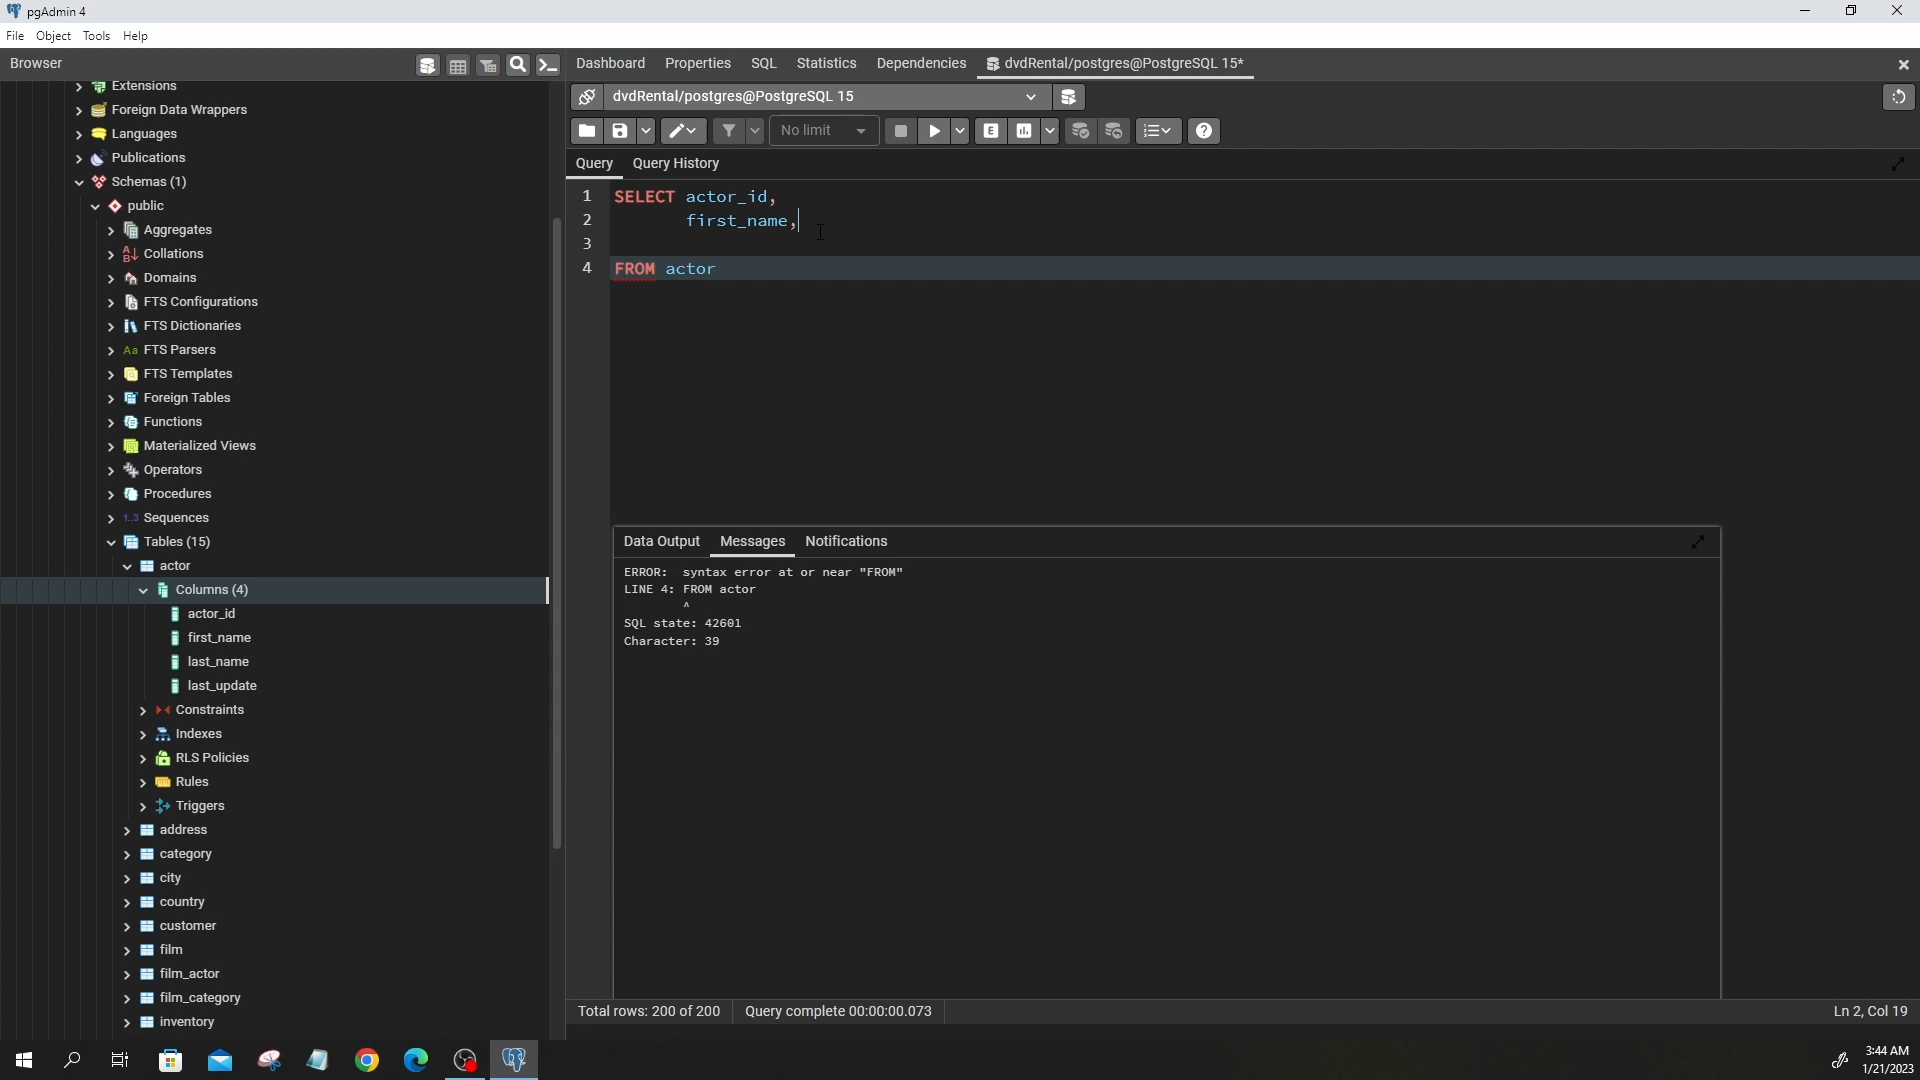 pgAdmin 4
File Object Tools Help
Browser
Dashboard Properties SQL Statistics Dependencies dvdRental/postgres@PostgreSQL 15*
dvdRental/postgres@PostgreSQL 15
No limit
E
Query Query History
1 SELECT actor_id,
2 first_name,
3
4 FROM actor
Extensions
Foreign Data Wrappers
Languages
Publications
Schemas (1)
public
Aggregates
Collations
Domains
FTS Configurations
FTS Dictionaries
Aa FTS Parsers
FTS Templates
Foreign Tables
Functions
Materialized Views
Operators
Procedures
1..3 Sequences
Tables (15)
actor
Columns (4)
actor_id
first_name
last_name
last_update
Constraints
Indexes
RLS Policies
Rules
Triggers
address
category
city
country
customer
film
film_actor
film_category
inventory
Data Output Messages Notifications
ERROR: syntax error at or near "FROM"
LINE 4: FROM actor
^
SQL state: 42601
Character: 39
Total rows: 200 of 200 Query complete 00:00:00.073 Ln 2, Col 19
3:44 AM
1/21/2023